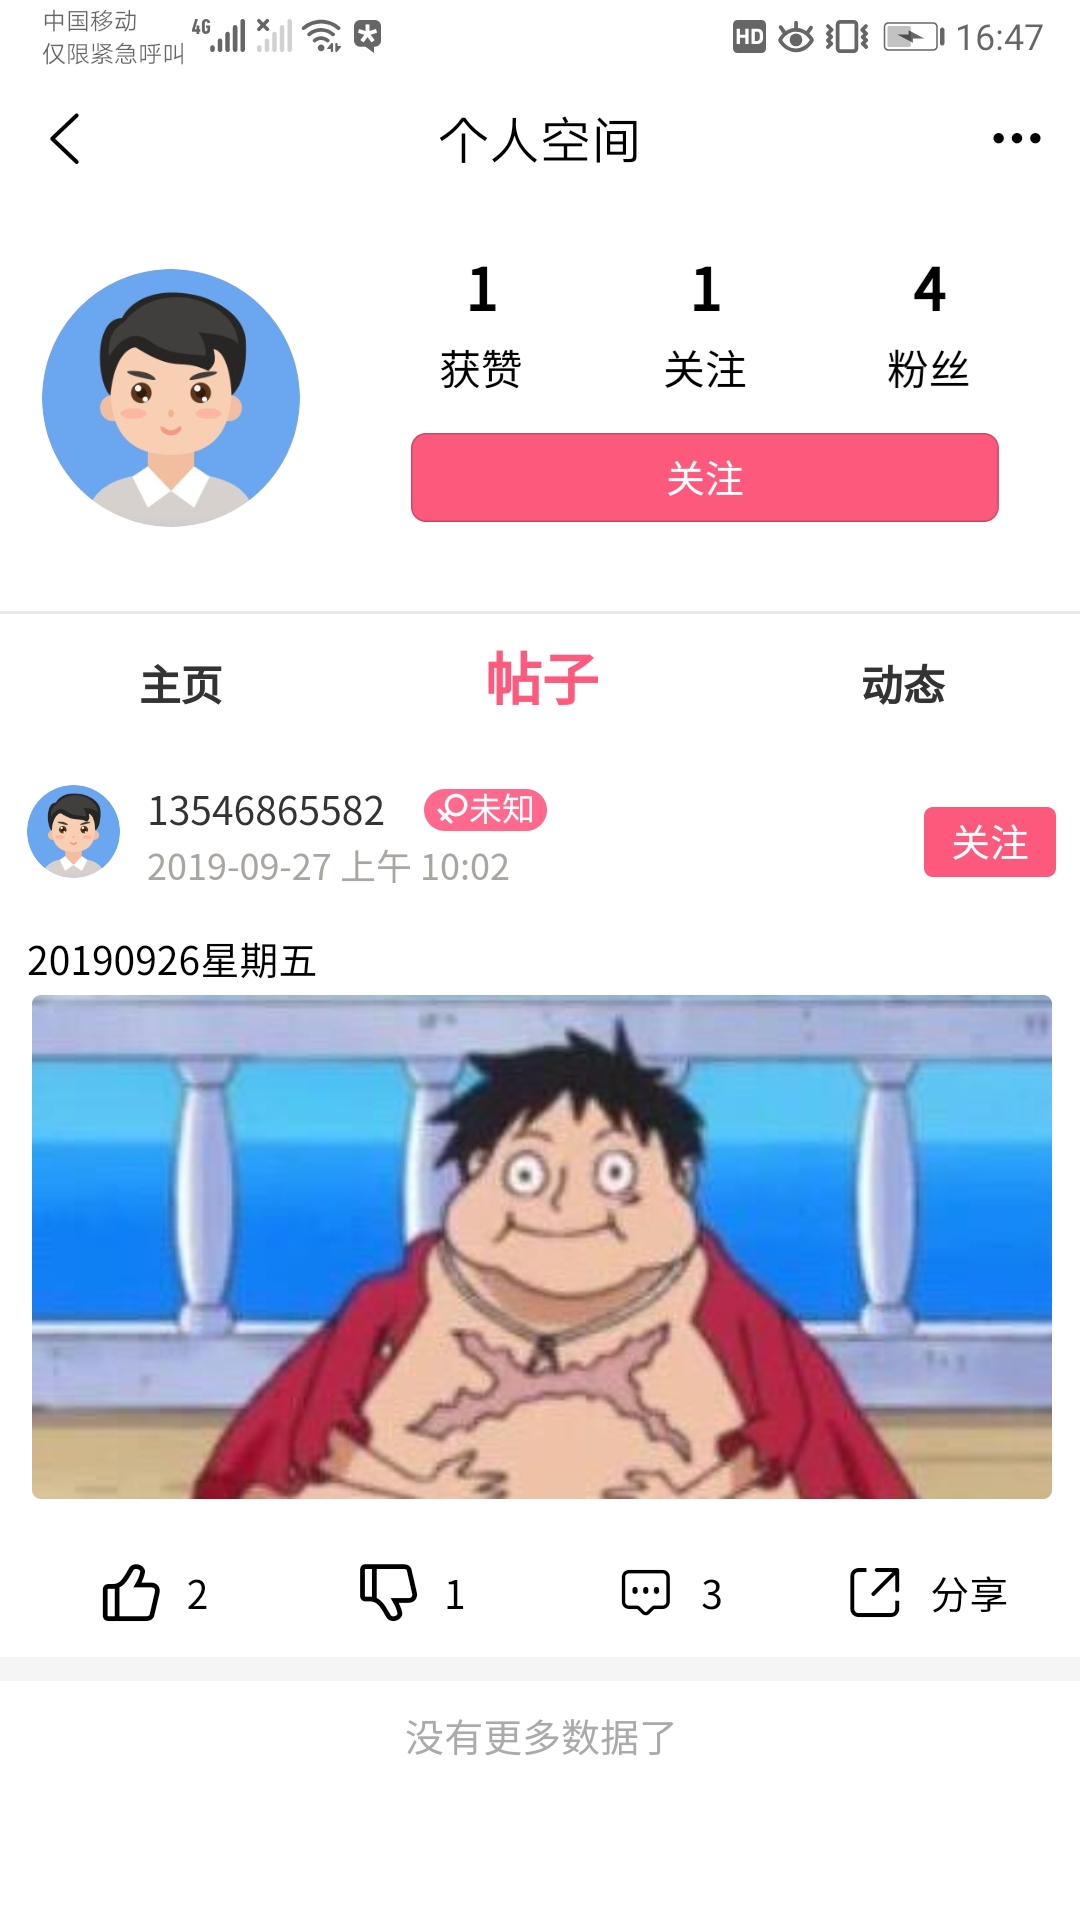 中国移动
仅限紧急呼叫
4G
HD
16:47
个人空间
1
1
4
获赞
关注
粉丝
关注
主页
帖子
动态
13546865582
未知
2019-09-27 上午 10:02
关注
20190926星期五
2
1
3
分享
没有更多数据了